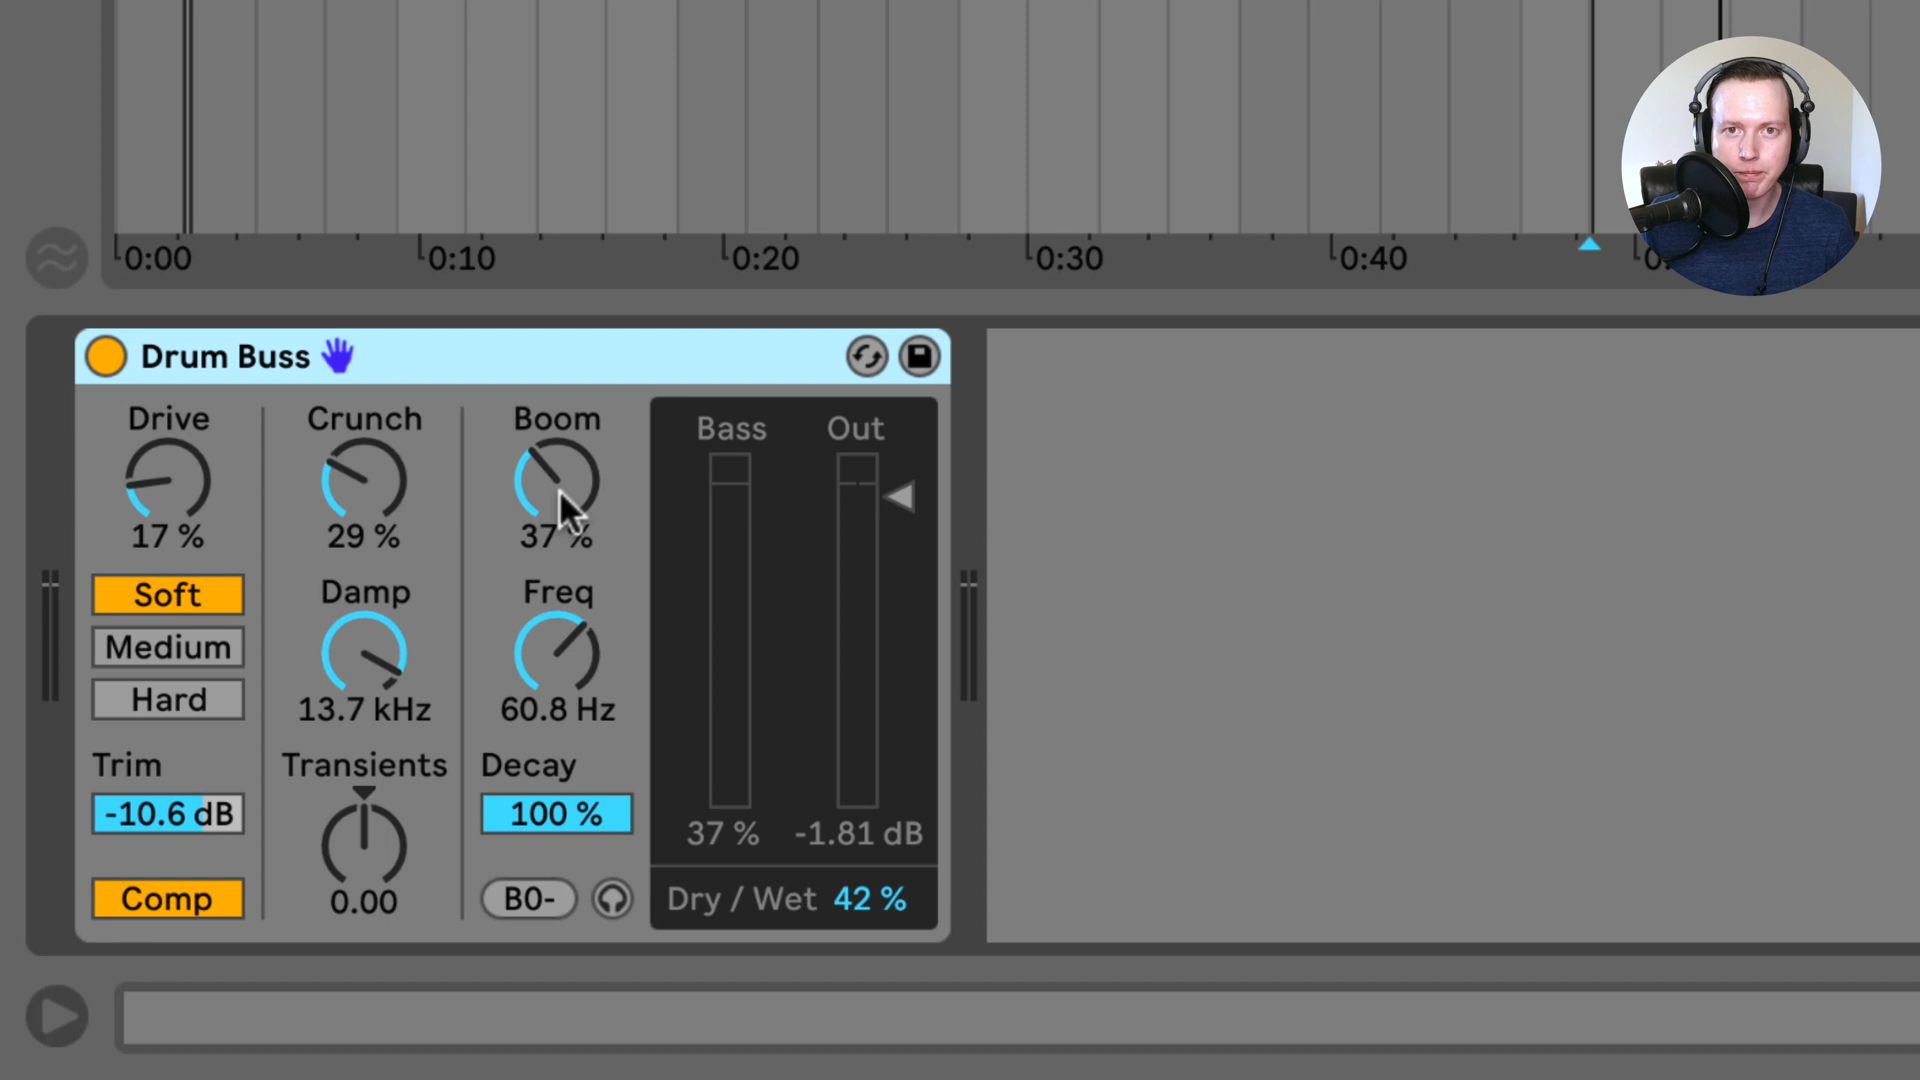 0:00 0:10 0:20 0:30 0:40
Drum Buss
Drive Crunch Boom Bass Out
17 % 29 % 37 %
Soft Damp Freq
Medium
Hard 13.7 kHz 60.8 Hz
Trim Transients Decay
-10.6 dB 100 % 37 % -1.81 dB
Comp 0.00 B0- Dry / Wet 42 %